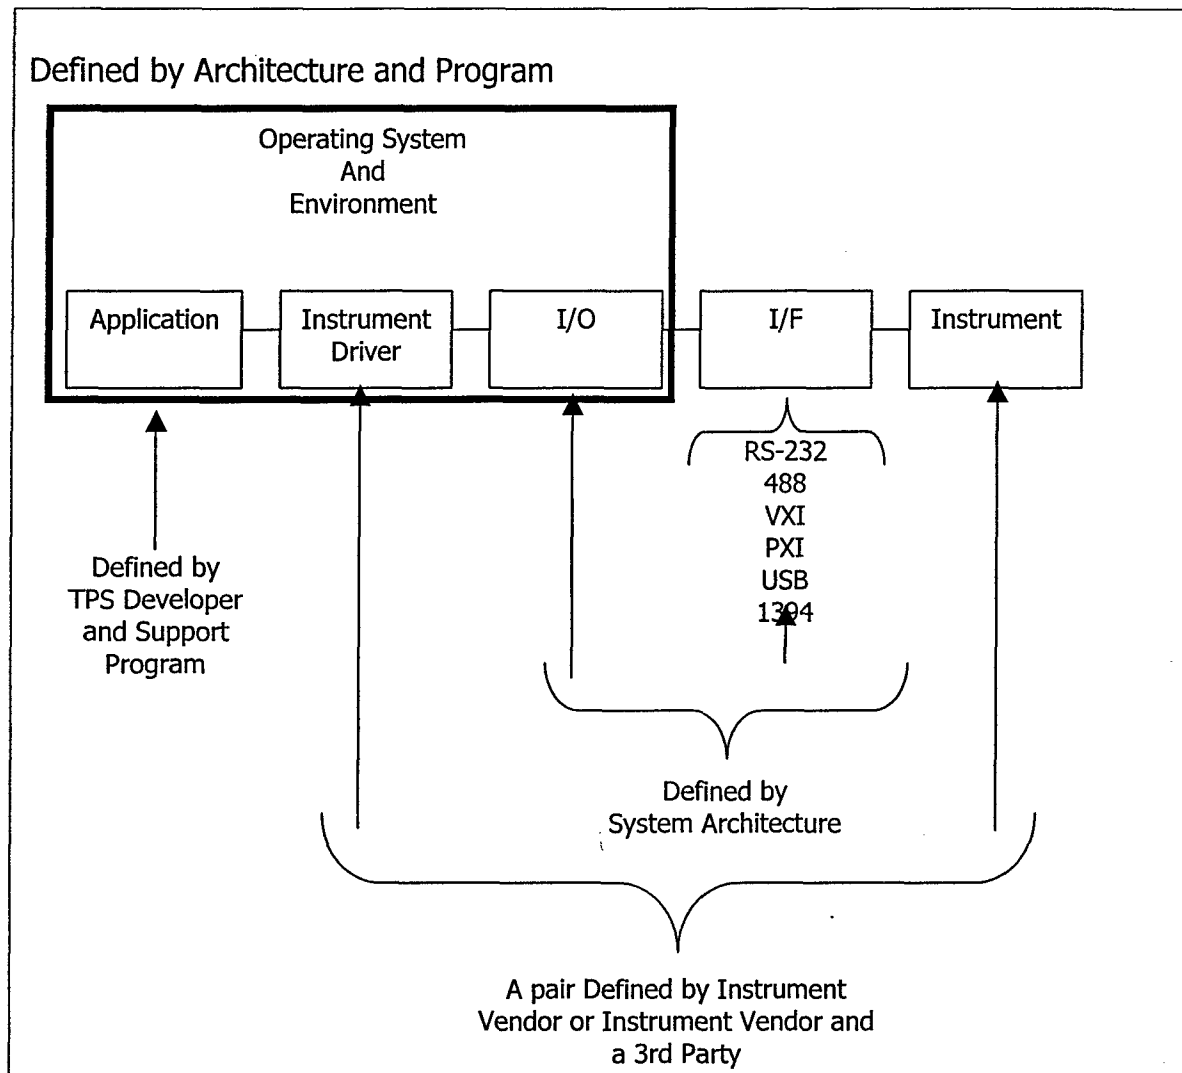 Defined by Architecture and Program
Operating System
And
Environment
Application
Instrument
Driver
I/O
I/F
Instrument
RS-232
488
VXI
PXI
USB
1394
Defined by
TPS Developer
and Support
Program
Defined by
System Architecture
A pair Defined by Instrument
Vendor or Instrument Vendor and
a 3rd Party